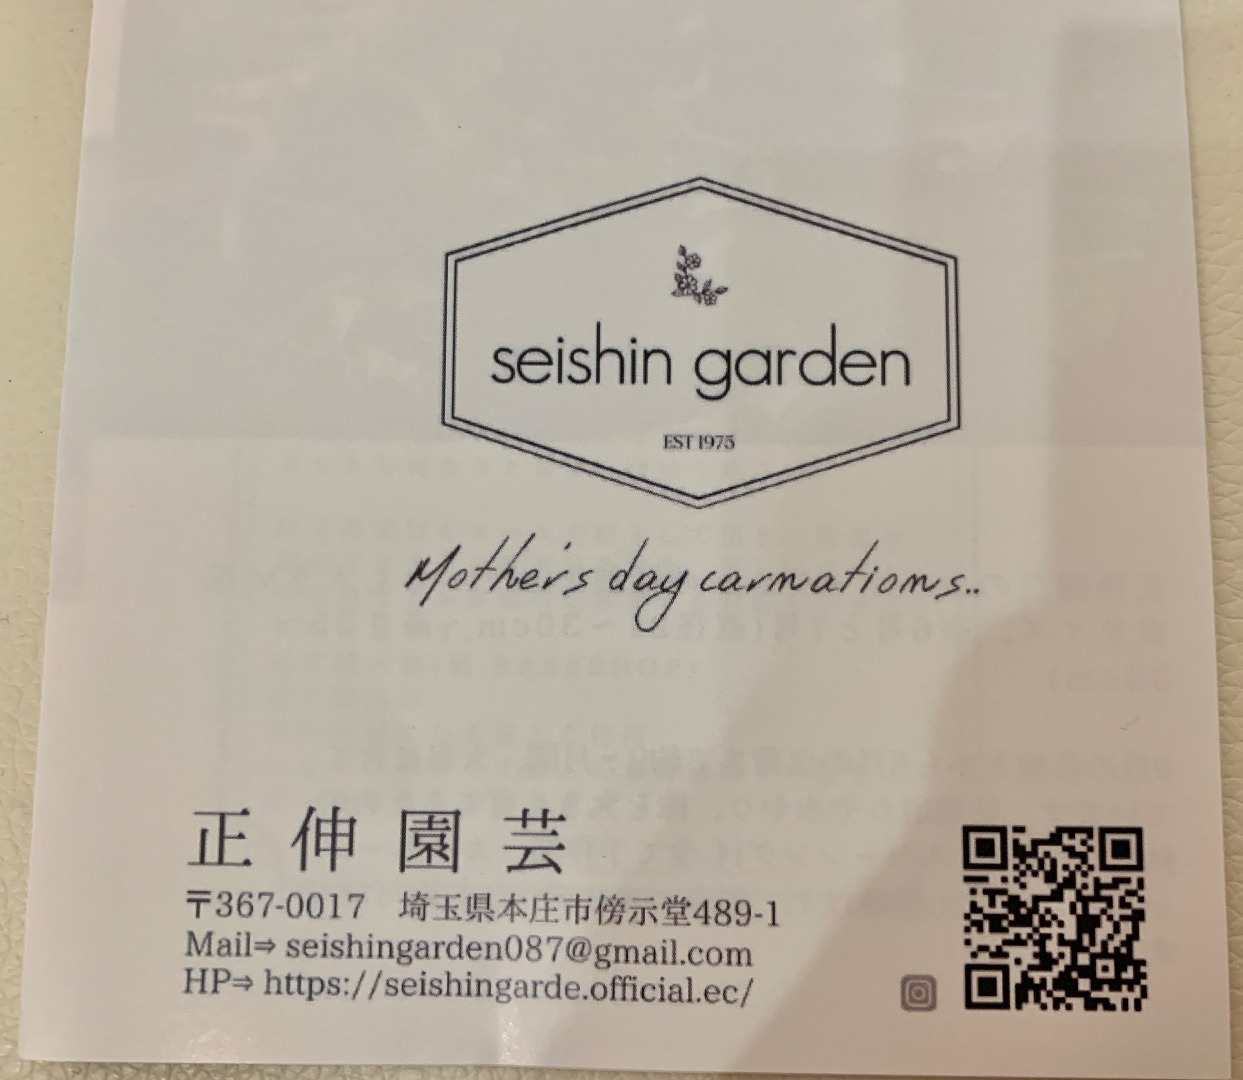 seishin garden
EST 1975
Mother's day carnations..
正伸園芸
〒367-0017 埼玉県本庄市傍示堂489-1
Mail⇒ seishingarden087@gmail.com
HP⇒ https://seishingarde.official.ec/